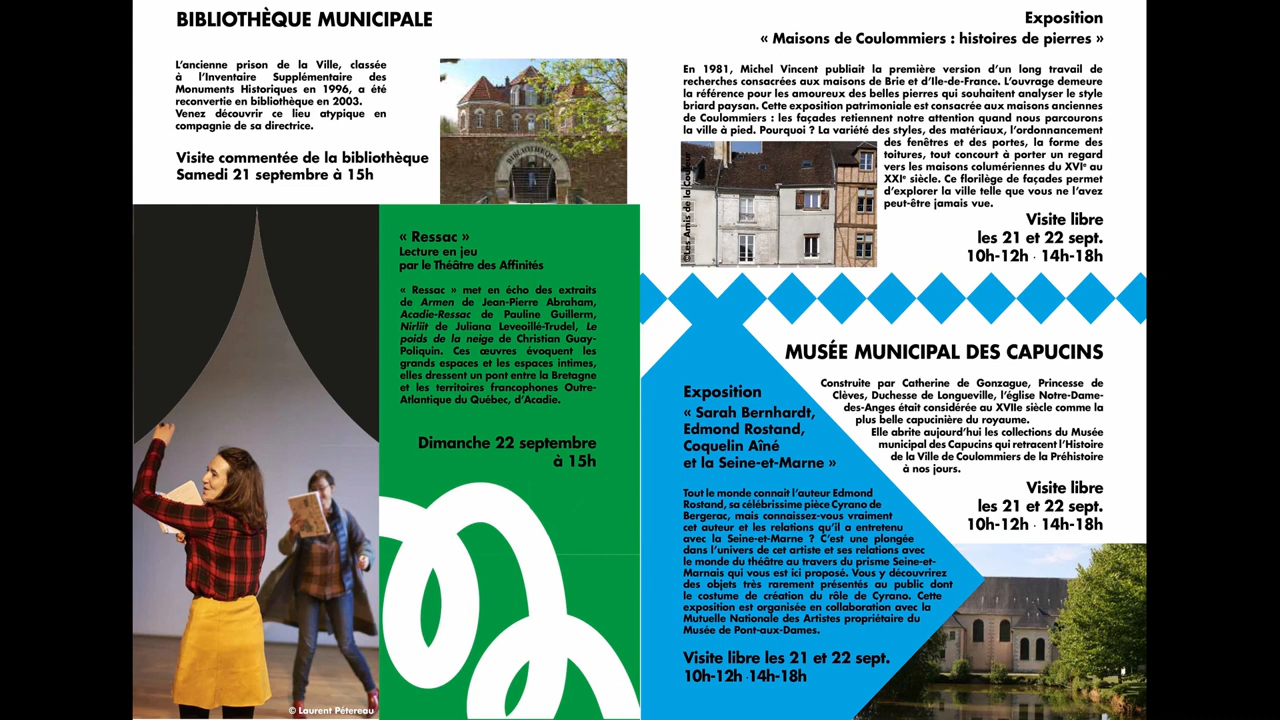 BIBLIOTHÈQUE MUNICIPALE
L'ancienne prison de la Ville, classée
à l'Inventaire Supplémentaire des
Monuments Historiques en 1996, a été
reconvertie en bibliothèque en 2003.
Venez découvrir ce lieu atypique en
compagnie de sa directrice.
Visite commentée de la bibliothèque
Samedi 21 septembre à 15h
BIBLIOTHEQUE
« Ressac »
Lecture en jeu
par le Théâtre des Affinités
« Ressac » met en écho des extraits
de Armen de Jean-Pierre Abraham,
Acadie-Ressac de Pauline Guillerm,
Nirliit de Juliana Leveoillé-Trudel, Le
poids de la neige de Christian Guay-
Poliquin. Ces œuvres évoquent les
grands espaces et les espaces intimes,
elles dressent un pont entre la Bretagne
et les territoires francophones Outre-
Atlantique du Québec, d'Acadie.
Dimanche 22 septembre
à 15h
© Laurent Pétereau
Exposition
« Maisons de Coulommiers : histoires de pierres »
En 1981, Michel Vincent publiait la première version d'un long travail de
recherches consacrées aux maisons de Brie et d'Ile-de-France. L'ouvrage demeure
la référence pour les amoureux des belles pierres qui souhaitent analyser le style
briard paysan. Cette exposition patrimoniale est consacrée aux maisons anciennes
de Coulommiers : les façades retiennent notre attention quand nous parcourons
la ville à pied. Pourquoi ? La variété des styles, des matériaux, l'ordonnancement
des fenêtres et des portes, la forme des
toitures, tout concourt à porter un regard
vers les maisons columériennes du XVIᵉ au
XXIᵉ siècle. Ce florilège de façades permet
d'explorer la ville telle que vous ne l'avez
peut-être jamais vue.
©Les Amis de la Cou
Visite libre
les 21 et 22 sept.
10h-12h · 14h-18h
MUSÉE MUNICIPAL DES CAPUCINS
Construite par Catherine de Gonzague, Princesse de
Clèves, Duchesse de Longueville, l'église Notre-Dame-
des-Anges était considérée au XVIIe siècle comme la
plus belle capucinière du royaume.
Elle abrite aujourd'hui les collections du Musée
municipal des Capucins qui retracent l'Histoire
de la Ville de Coulommiers de la Préhistoire
à nos jours.
Visite libre
les 21 et 22 sept.
10h-12h · 14h-18h
Exposition
« Sarah Bernhardt,
Edmond Rostand,
Coquelin Aîné
et la Seine-et-Marne »
Tout le monde connait l'auteur Edmond
Rostand, sa célébrissime pièce Cyrano de
Bergerac, mais connaissez-vous vraiment
cet auteur et les relations qu'il a entretenu
avec la Seine-et-Marne ? C'est une plongée
dans l'univers de cet artiste et ses relations avec
le monde du théâtre au travers du prisme Seine-et-
Marnais qui vous est ici proposé. Vous y découvrirez
des objets très rarement présentés au public dont
le costume de création du rôle de Cyrano. Cette
exposition est organisée en collaboration avec la
Mutuelle Nationale des Artistes propriétaire du
Musée de Pont-aux-Dames.
Visite libre les 21 et 22 sept.
10h-12h · 14h-18h